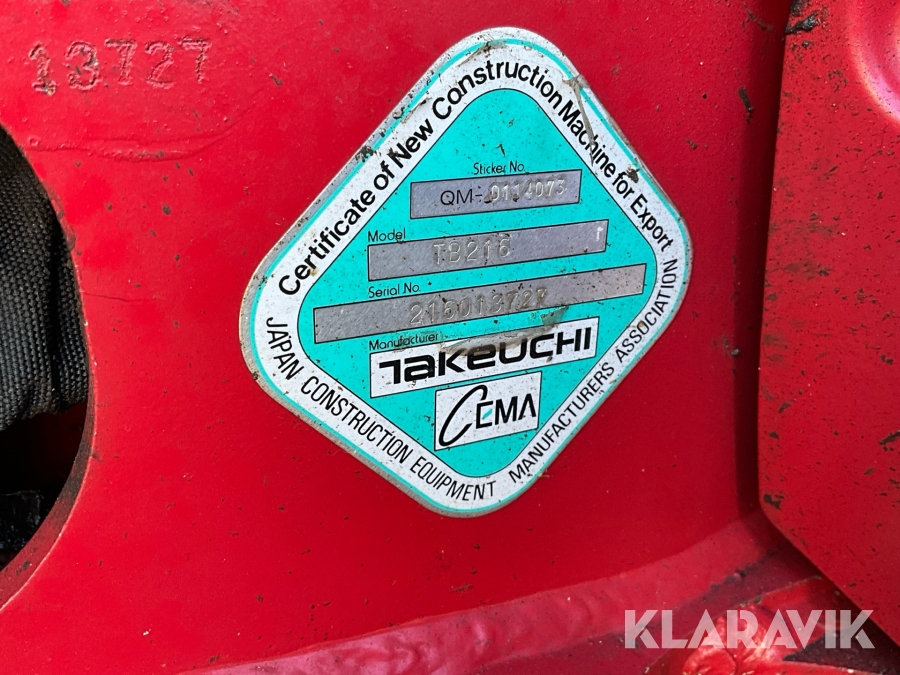 13727
Certificate of New Construction Machine for Export
Sticker No.
QM-0114073
Model
TB216
Serial No.
216013727
Manufacturer
TAKEUCHI
CEMA
JAPAN CONSTRUCTION EQUIPMENT MANUFACTURERS ASSOCIATION
KLARAVIK